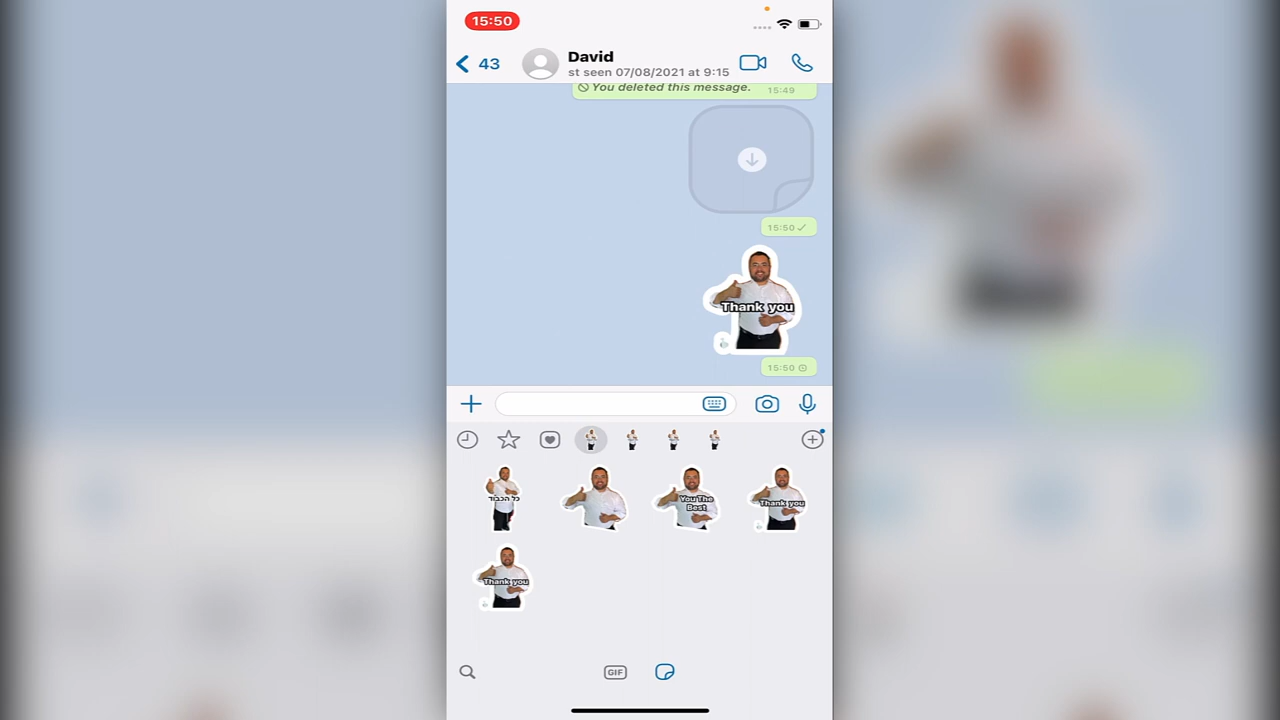 15:50
43
David
st seen 07/08/2021 at 9:15
You deleted this message.
15:49
15:50
Thank you
15:50
כל הכבוד
You The
Best
Thank you
Thank you
GIF